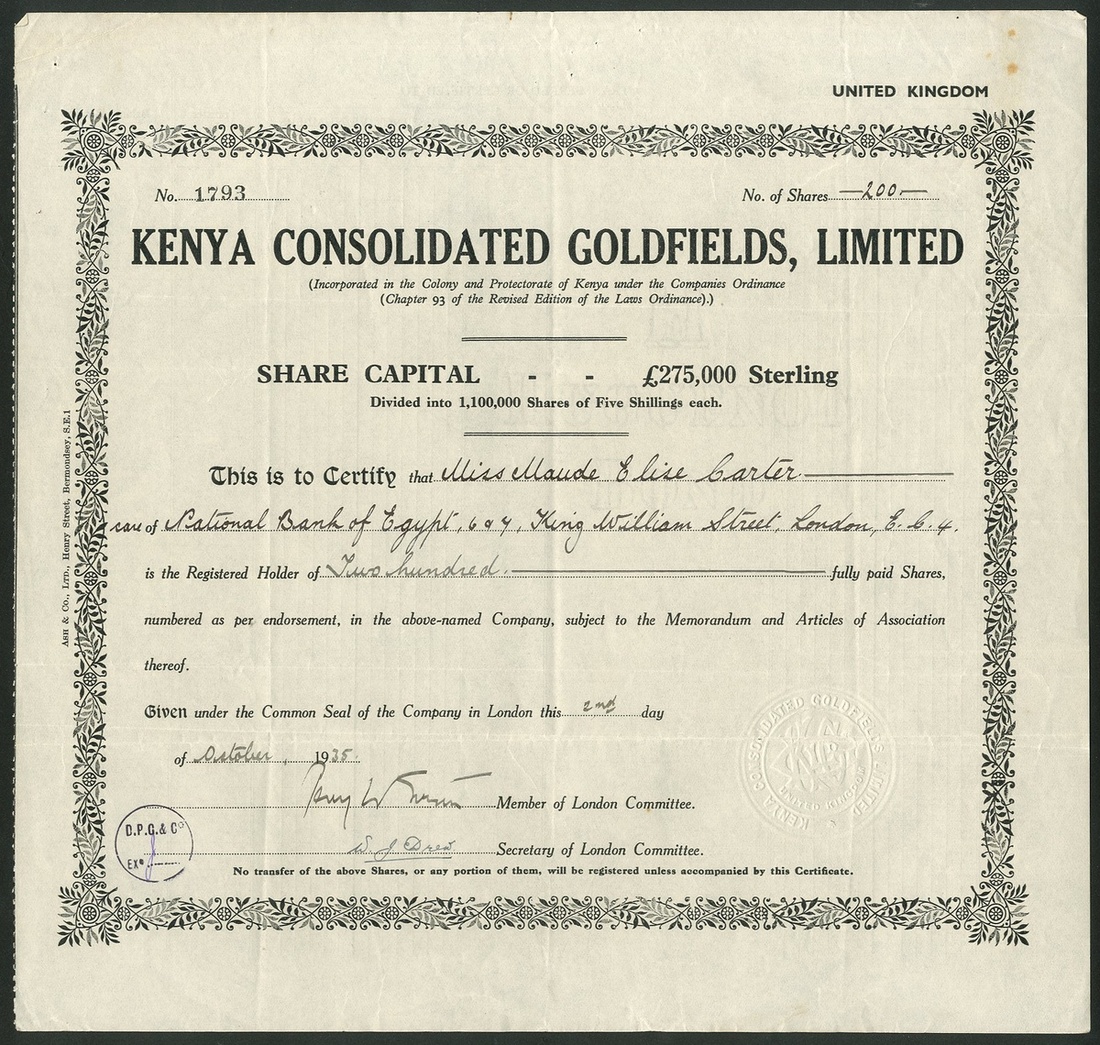 UNITED KINGDOM
No. 1793 No. of Shares 200
KENYA CONSOLIDATED GOLDFIELDS, LIMITED
(Incorporated in the Colony and Protectorate of Kenya under the Companies Ordinance
(Chapter 93 of the Revised Edition of the Laws Ordinance).)
SHARE CAPITAL - - £275,000 Sterling
Divided into 1,100,000 Shares of Five Shillings each.
This is to Certify that Miss Maude Elise Carter
care of National Bank of Egypt, 6 & 7, King William Street, London, E.C.4.
is the Registered Holder of Two hundred. fully paid Shares,
numbered as per endorsement, in the above-named Company, subject to the Memorandum and Articles of Association
thereof.
Given under the Common Seal of the Company in London this 2nd day
of October, 1935.
Member of London Committee.
S. J. Drew Secretary of London Committee.
No transfer of the above Shares, or any portion of them, will be registered unless accompanied by this Certificate.
D.P.G. & Co
Exd
KENYA CONSOLIDATED GOLDFIELDS LIMITED
UNITED KINGDOM
ASH & CO., LTD., Henry Street, Bermondsey, S.E.1